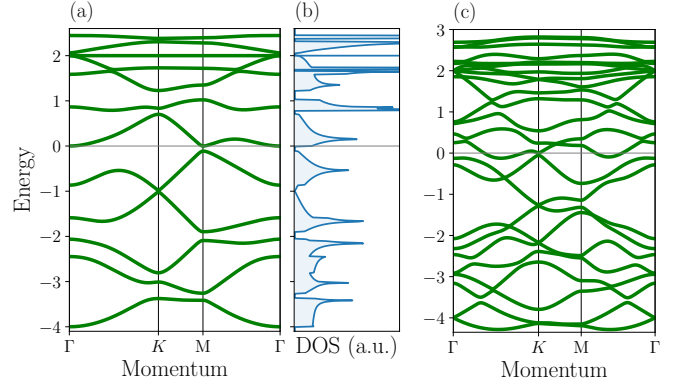 (a)
(b)
(c)
Energy
2
1
0
−1
−2
−3
−4
3
2
1
0
−1
−2
−3
−4
Γ
K
M
Γ
Γ
K
M
Γ
Momentum
DOS (a.u.)
Momentum